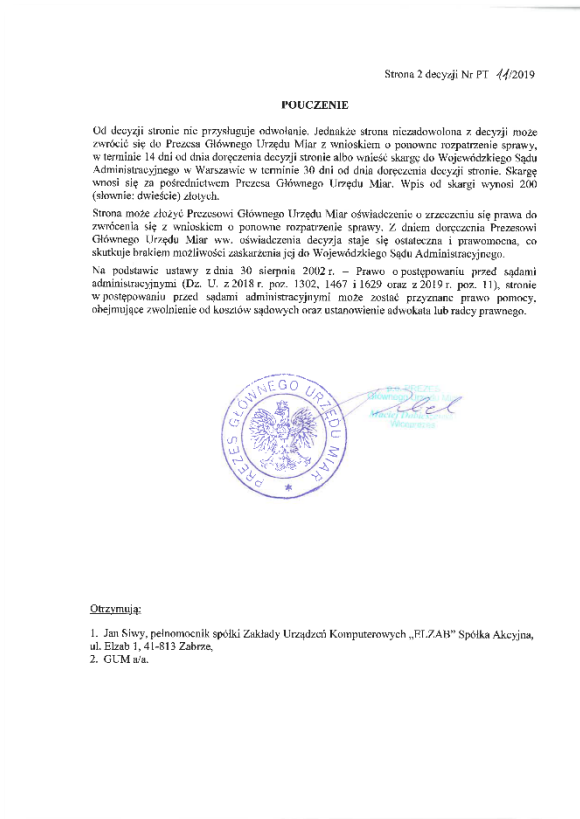 Strona 2 decyzji Nr PT 11/2019
POUCZENIE
Od decyzji stronie nie przysługuje odwołanie. Jednakże strona niezadowolona z decyzji może
zwrócić się do Prezesa Głównego Urzędu Miar z wnioskiem o ponowne rozpatrzenie sprawy,
w terminie 14 dni od dnia doręczenia decyzji stronie albo wnieść skargę do Wojewódzkiego Sądu
Administracyjnego w Warszawie w terminie 30 dni od dnia doręczenia decyzji stronie. Skargę
wnosi się za pośrednictwem Prezesa Głównego Urzędu Miar. Wpis od skargi wynosi 200
(słownie: dwieście) złotych.
Strona może złożyć Prezesowi Głównego Urzędu Miar oświadczenie o zrzeczeniu się prawa do
zwrócenia się z wnioskiem o ponowne rozpatrzenie sprawy. Z dniem doręczenia Prezesowi
Głównego Urzędu Miar ww. oświadczenia decyzja staje się ostateczna i prawomocna, co
skutkuje brakiem możliwości zaskarżenia jej do Wojewódzkiego Sądu Administracyjnego.
Na podstawie ustawy z dnia 30 sierpnia 2002 r. – Prawo o postępowaniu przed sądami
administracyjnymi (Dz. U. z 2018 r. poz. 1302, 1467 i 1629 oraz z 2019 r. poz. 11), stronie
w postępowaniu przed sądami administracyjnymi może zostać przyznane prawo pomocy,
obejmujące zwolnienie od kosztów sądowych oraz ustanowienie adwokata lub radcy prawnego.
PREZES GŁÓWNEGO URZĘDU MIAR
p.o. PREZES
Głównego Urzędu
Maciej
Wiceprezes
Otrzymują:
1. Jan Siwy, pełnomocnik spółki Zakłady Urządzeń Komputerowych „ELZAB” Spółka Akcyjna,
ul. Elzab 1, 41-813 Zabrze,
2. GUM a/a.